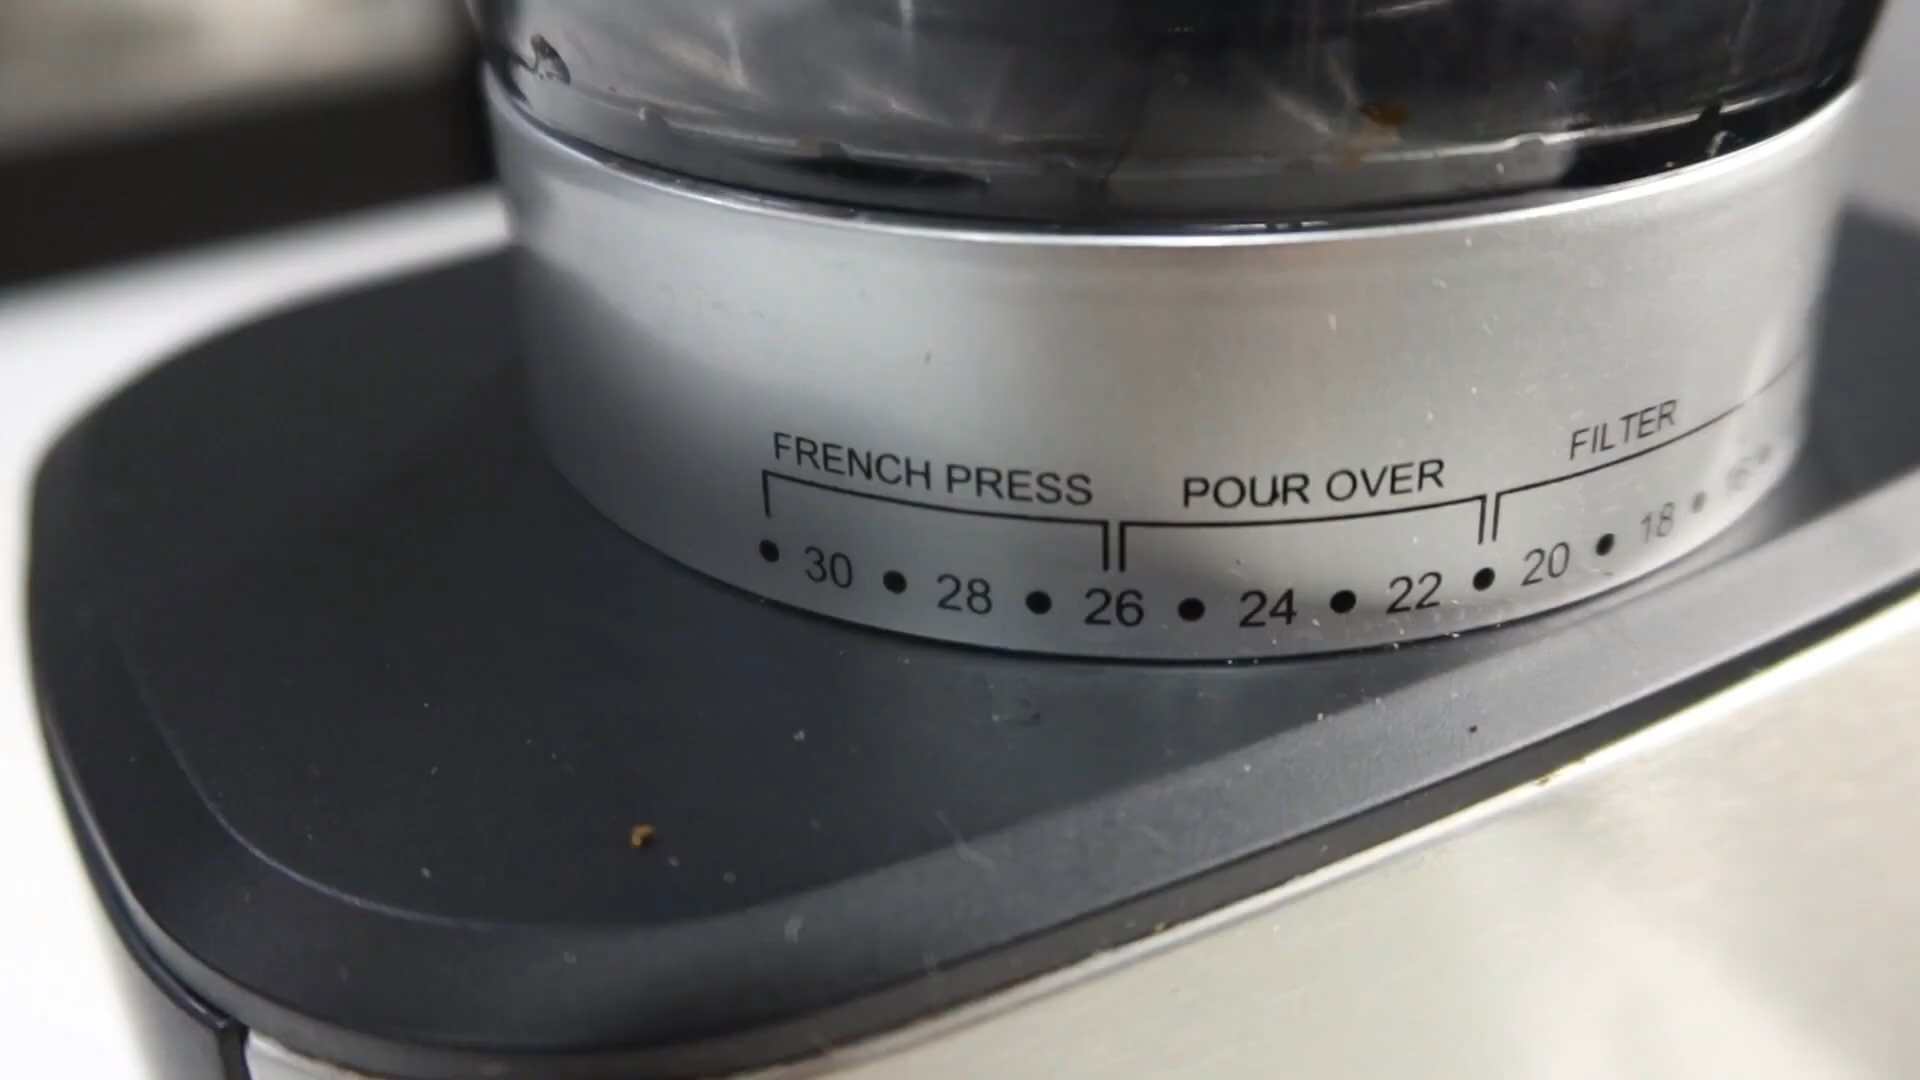 FRENCH PRESS POUR OVER FILTER
• 30 • 28 • 26 • 24 • 22 • 20 • 18 •